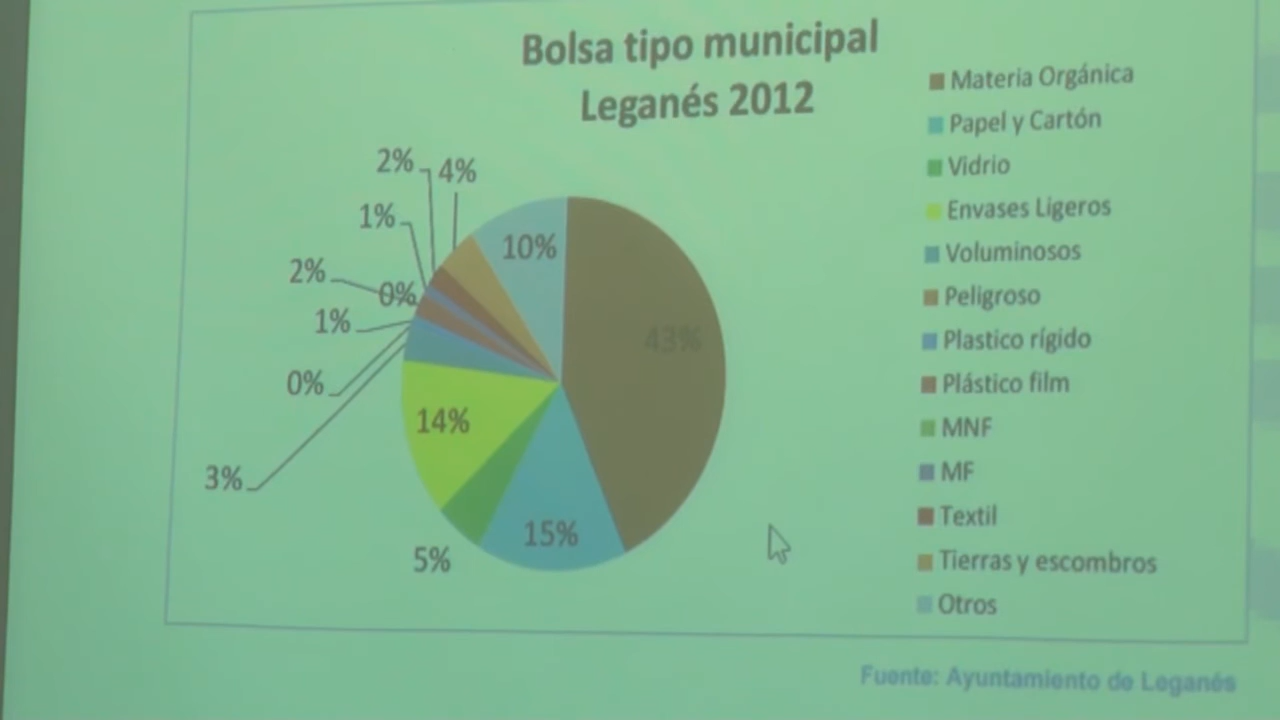 Bolsa tipo municipal
Leganés 2012
2%
4%
1%
10%
2%
0%
1%
43%
0%
14%
3%
15%
5%
Materia Orgánica
Papel y Cartón
Vidrio
Envases Ligeros
Voluminosos
Peligroso
Plastico rígido
Plástico film
MNF
MF
Textil
Tierras y escombros
Otros
Fuente: Ayuntamiento de Leganés